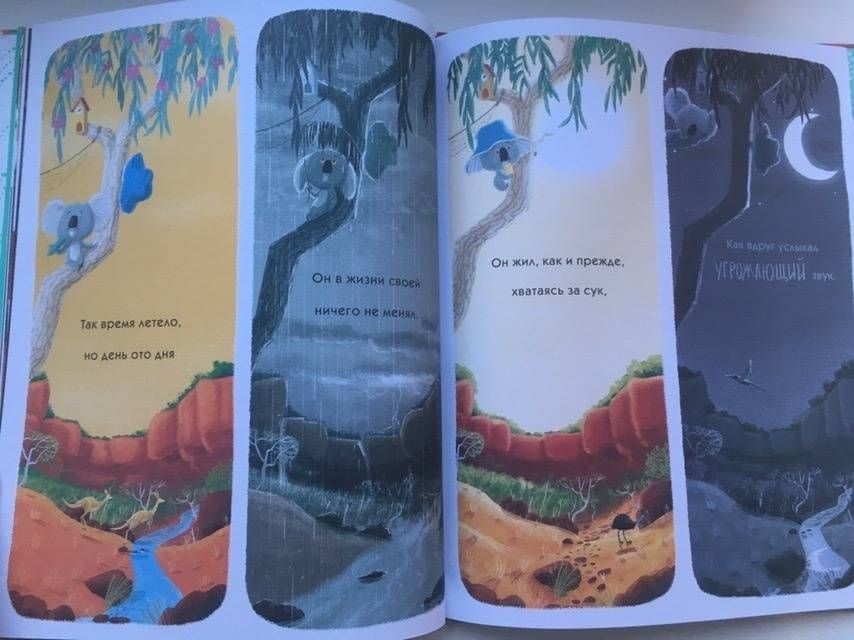 Так время летело,
но день ото дня
Он в жизни своей
ничего не менял.
Он жил, как и прежде,
хватаясь за сук,
Как вдруг услыхал
УГРОЖАЮЩИЙ звук.